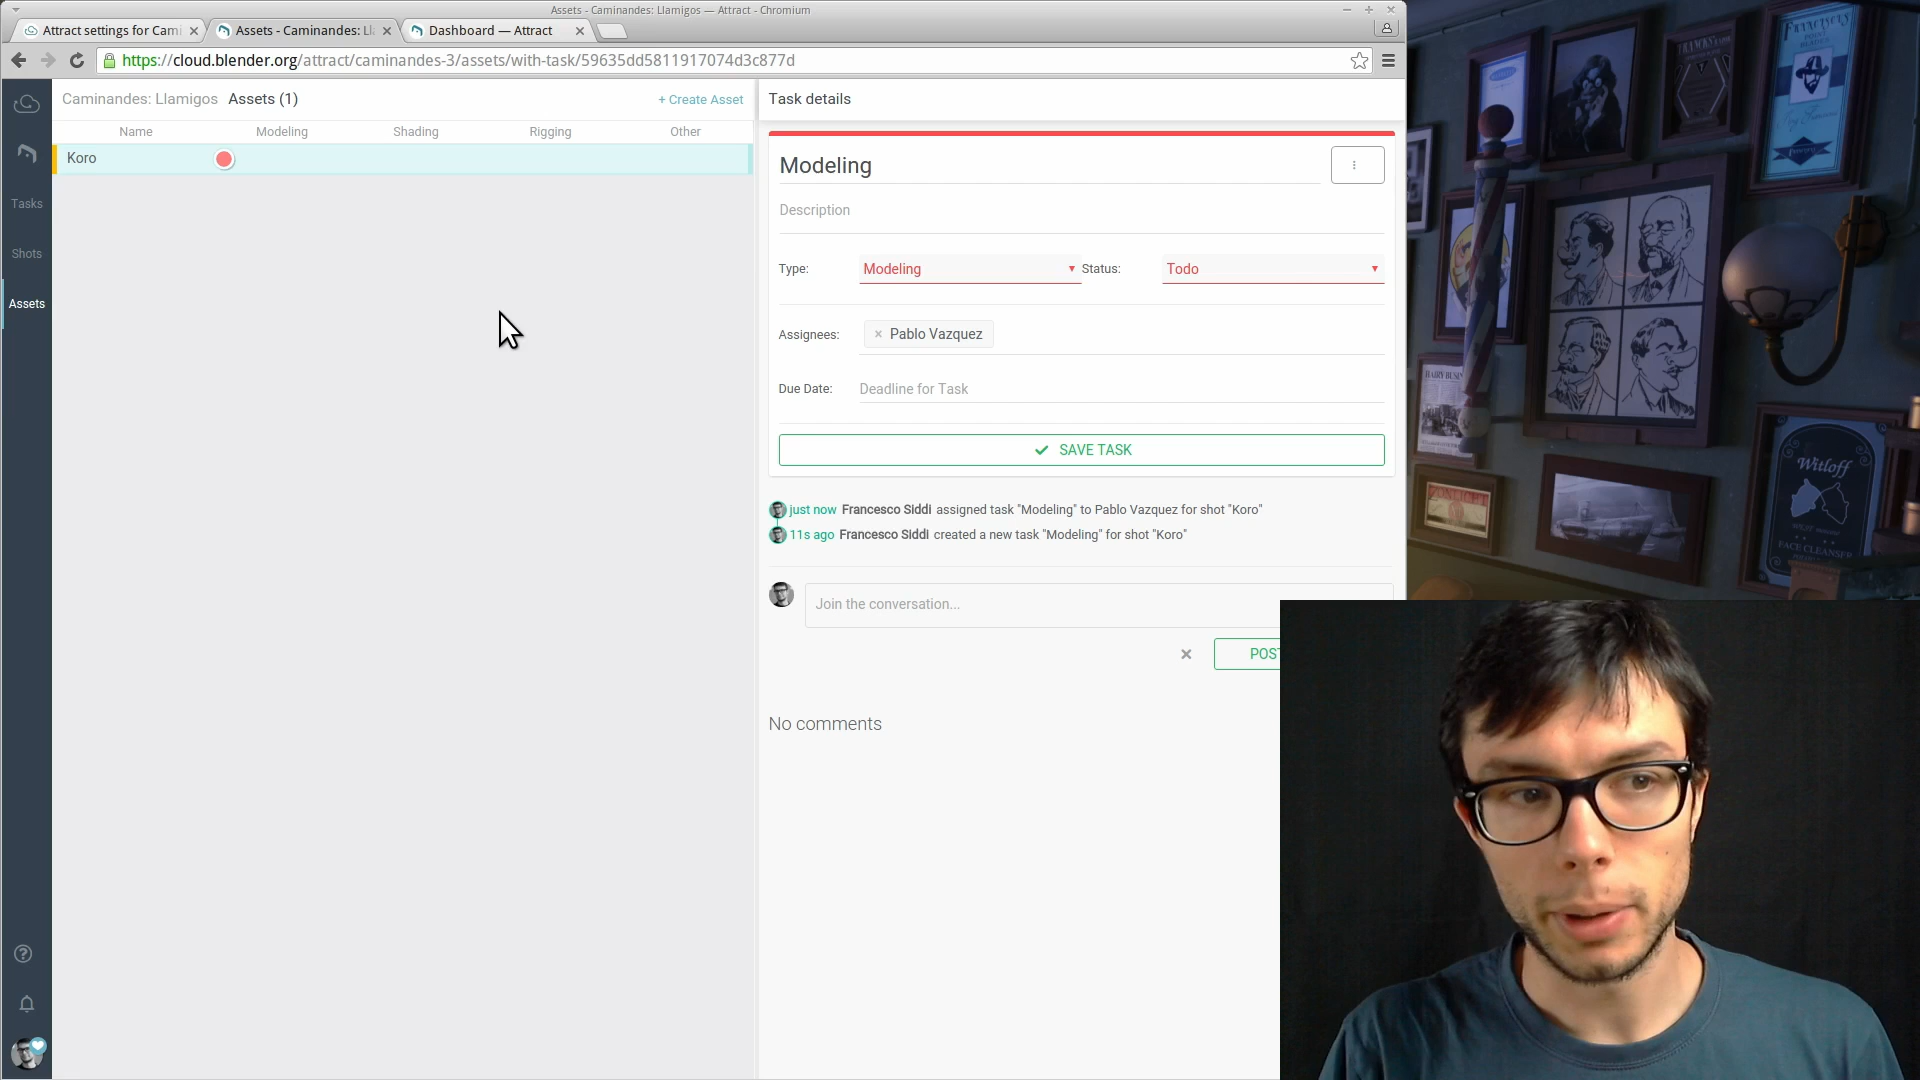 Assets - Caminandes: Llamigos — Attract - Chromium
Attract settings for Cami
Assets - Caminandes: Ll
Dashboard — Attract
https://cloud.blender.org/attract/caminandes-3/assets/with-task/59635dd5811917074d3c877d
Caminandes: Llamigos Assets (1)
+ Create Asset
Name Modeling Shading Rigging Other
Koro
Tasks
Shots
Assets
Task details
Modeling
Description
Type: Modeling Status: Todo
Assignees: × Pablo Vazquez
Due Date: Deadline for Task
SAVE TASK
just now Francesco Siddi assigned task "Modeling" to Pablo Vazquez for shot "Koro"
11s ago Francesco Siddi created a new task "Modeling" for shot "Koro"
Join the conversation...
POST
No comments
Witloff
FACE CLEANSER